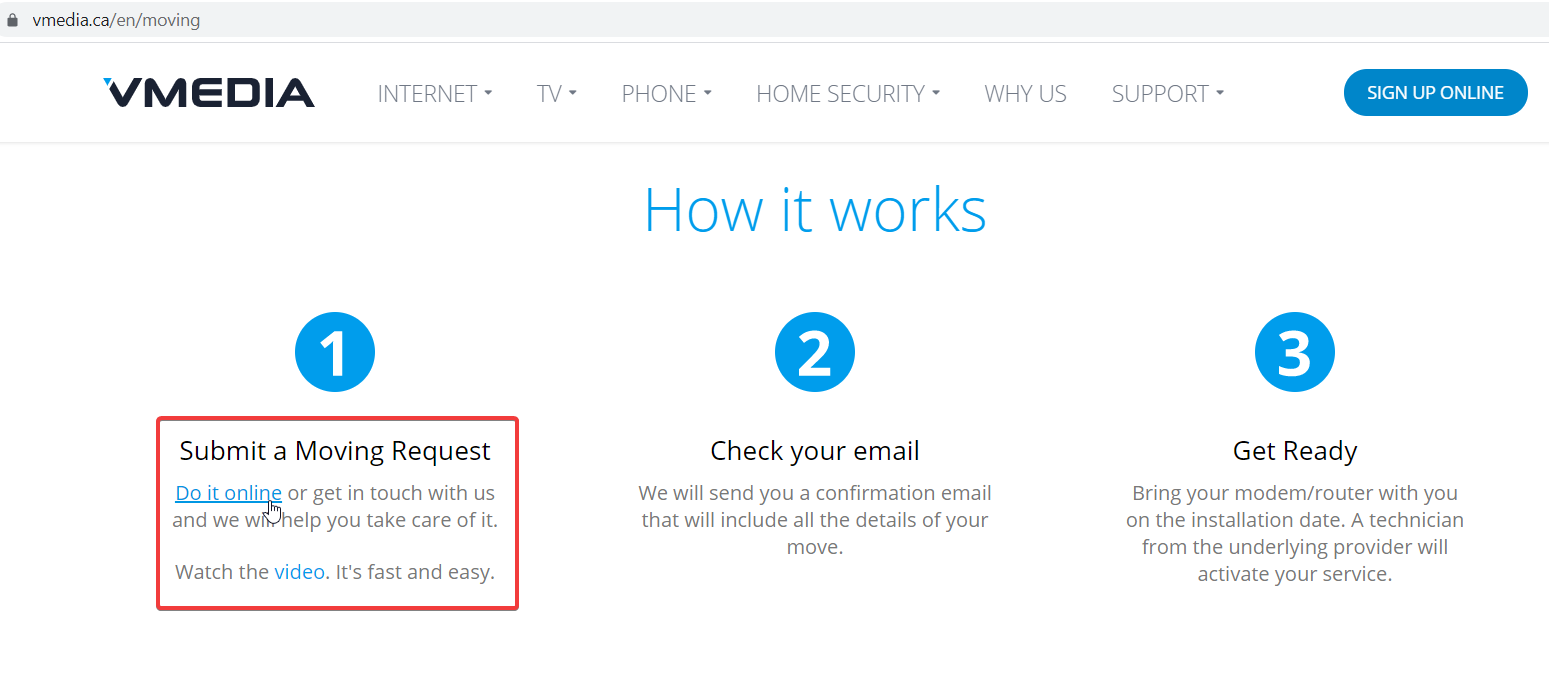 vmedia.ca/en/moving
VMEDIA INTERNET TV PHONE HOME SECURITY WHY US SUPPORT SIGN UP ONLINE
How it works
1
Submit a Moving Request
Do it online or get in touch with us
and we will help you take care of it.
Watch the video. It's fast and easy.
2
Check your email
We will send you a confirmation email
that will include all the details of your
move.
3
Get Ready
Bring your modem/router with you
on the installation date. A technician
from the underlying provider will
activate your service.